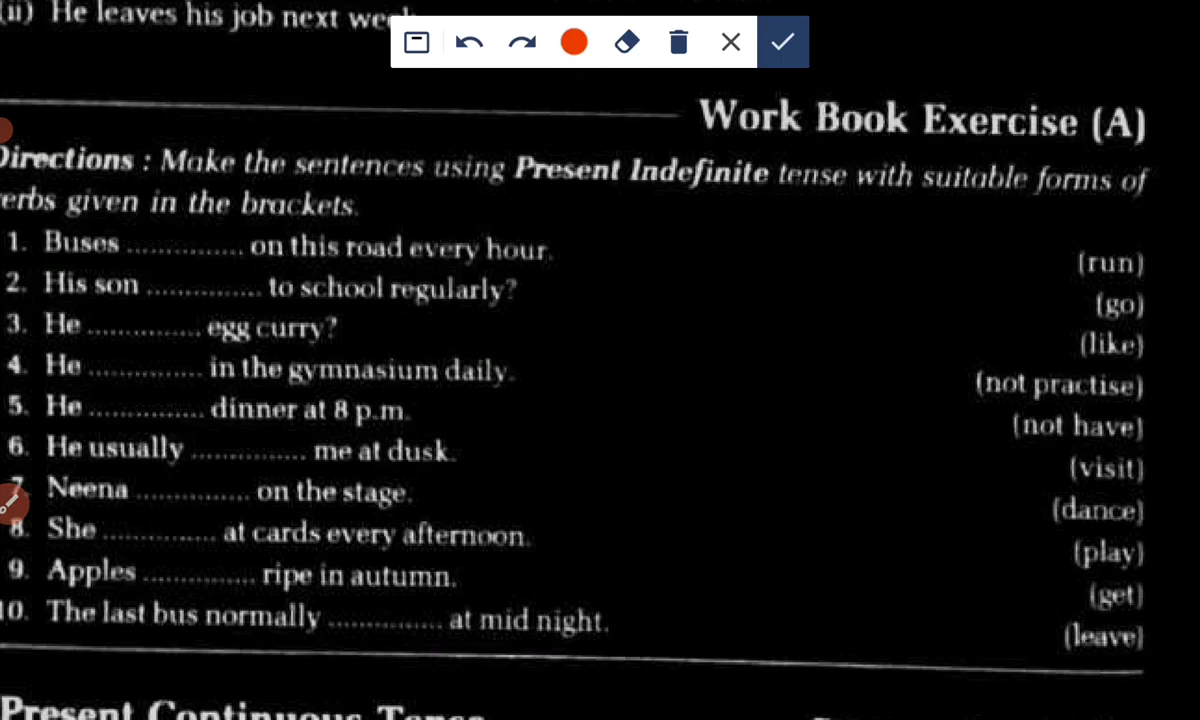 (ii) He leaves his job next week
Work Book Exercise (A)
Directions : Make the sentences using Present Indefinite tense with suitable forms of
verbs given in the brackets.
1. Buses ............... on this road every hour. (run)
2. His son ............... to school regularly? (go)
3. He ............... egg curry? (like)
4. He ............... in the gymnasium daily. (not practise)
5. He ............... dinner at 8 p.m. (not have)
6. He usually ............... me at dusk. (visit)
7. Neena ............... on the stage. (dance)
8. She ............... at cards every afternoon. (play)
9. Apples ............... ripe in autumn. (get)
10. The last bus normally ............... at mid night. (leave)
Present Continuous Tense